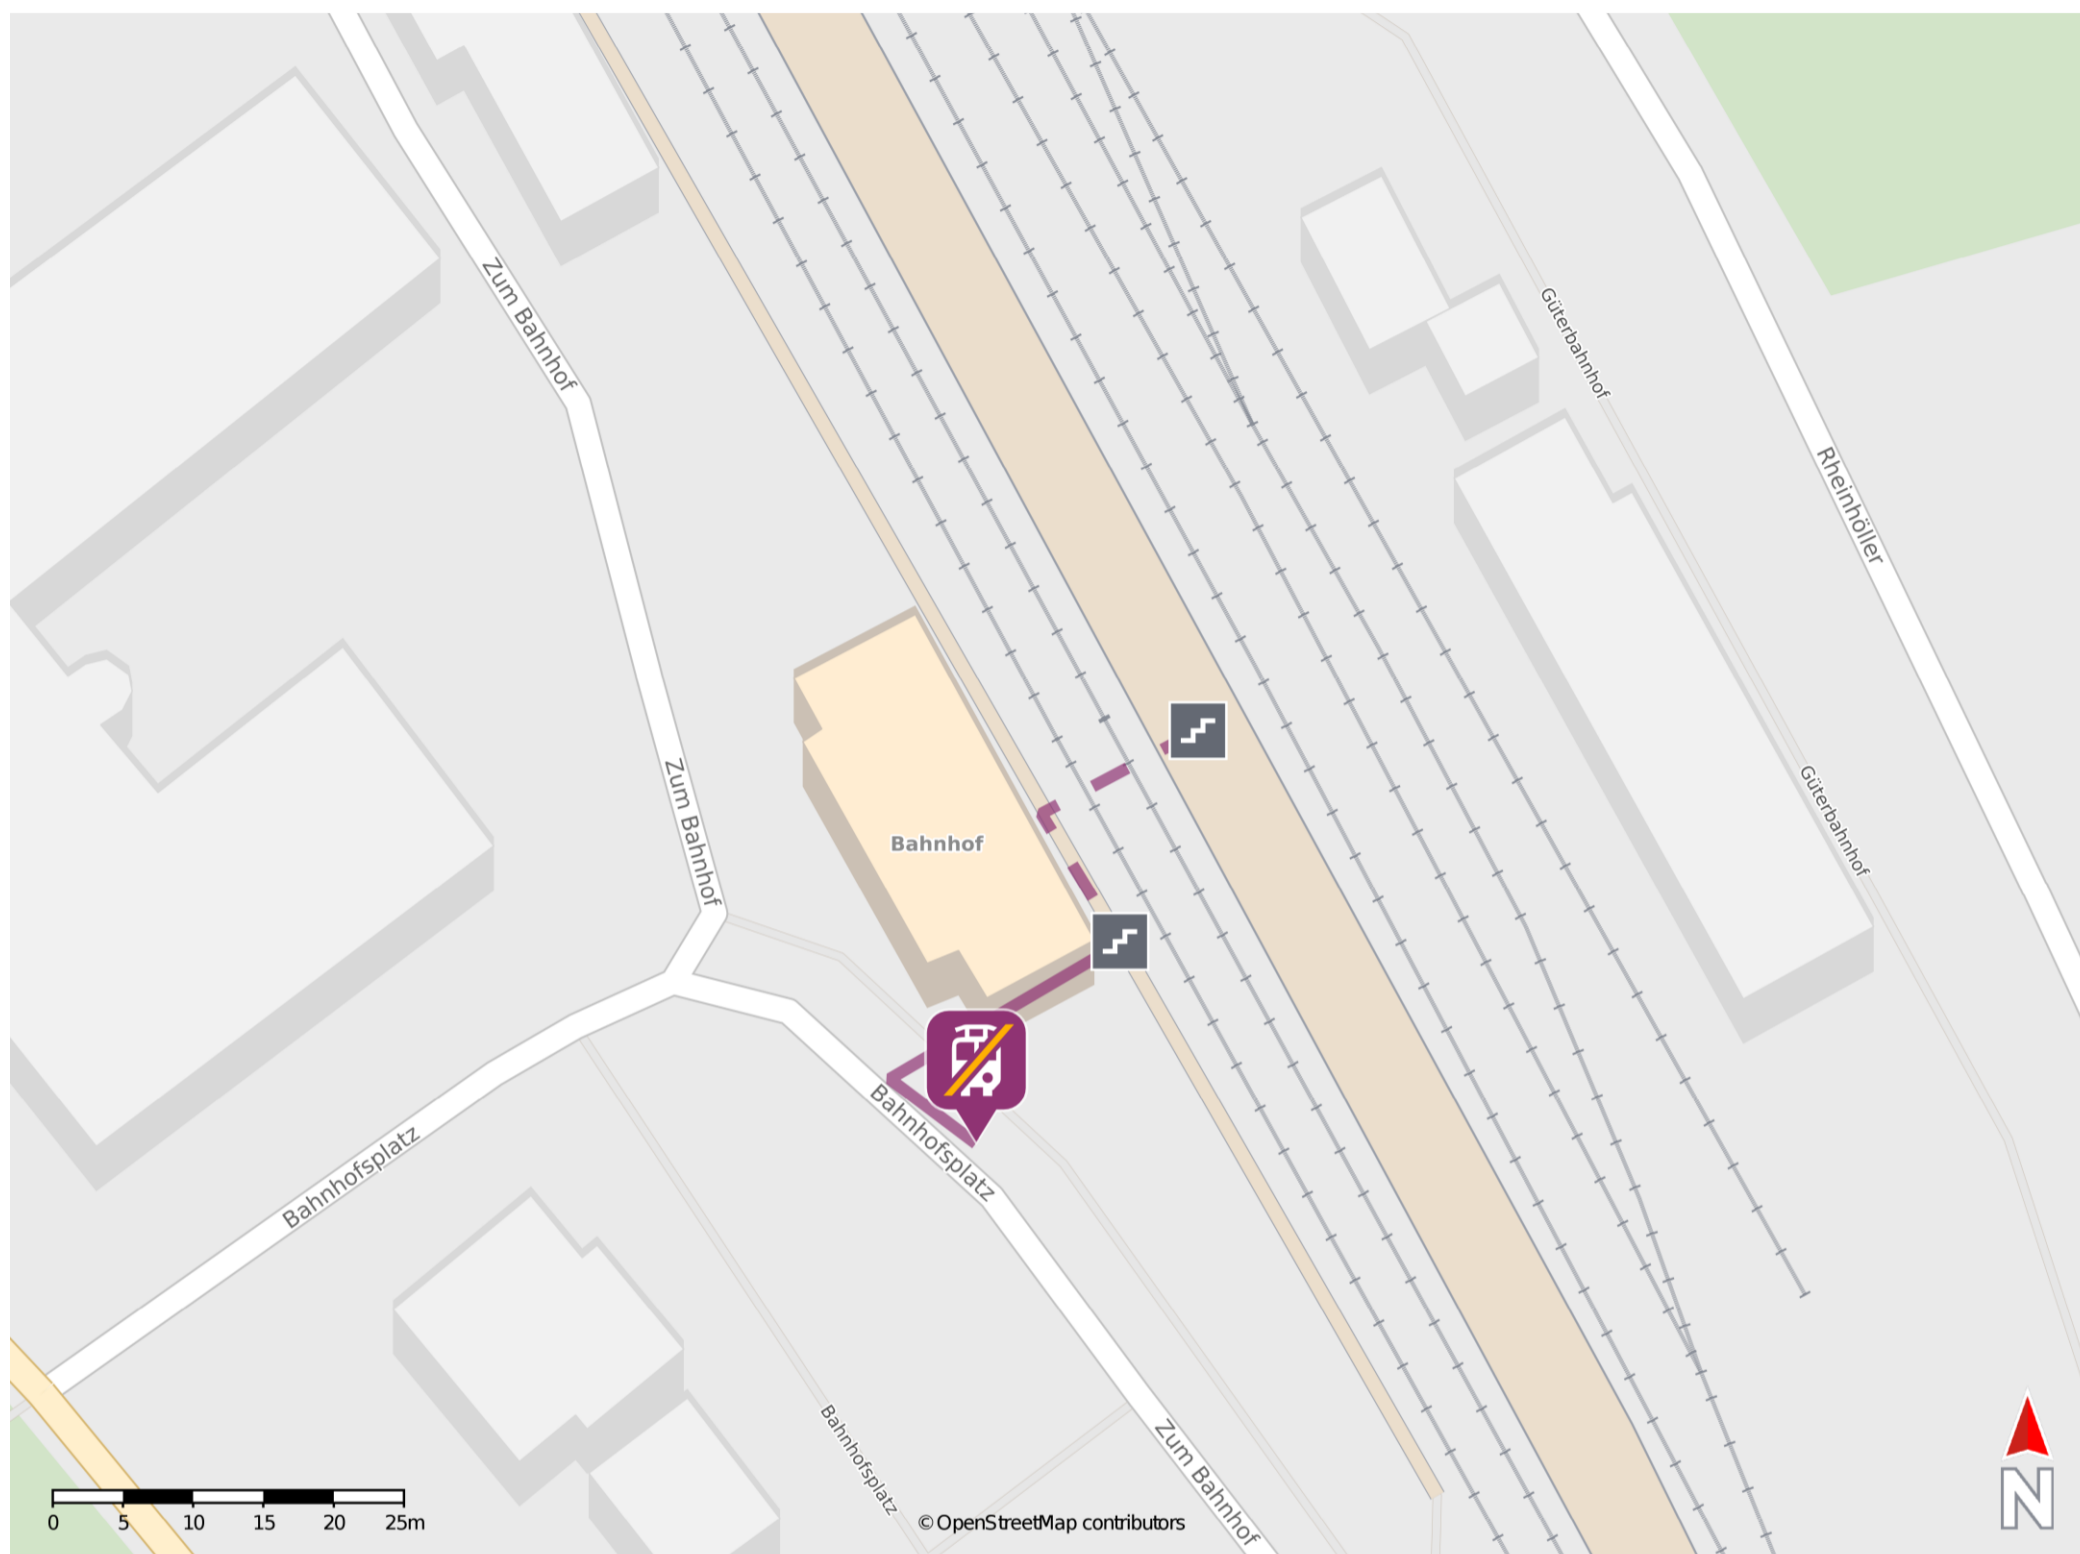 Zum Bahnhof
Güterbahnhof
Rheinhöller
Zum Bahnhof
Bahnhof
Güterbahnhof
Bahnhofsplatz
Bahnhofsplatz
Bahnhofsplatz
Zum Bahnhof
0 5 10 15 20 25m
© OpenStreetMap contributors
N